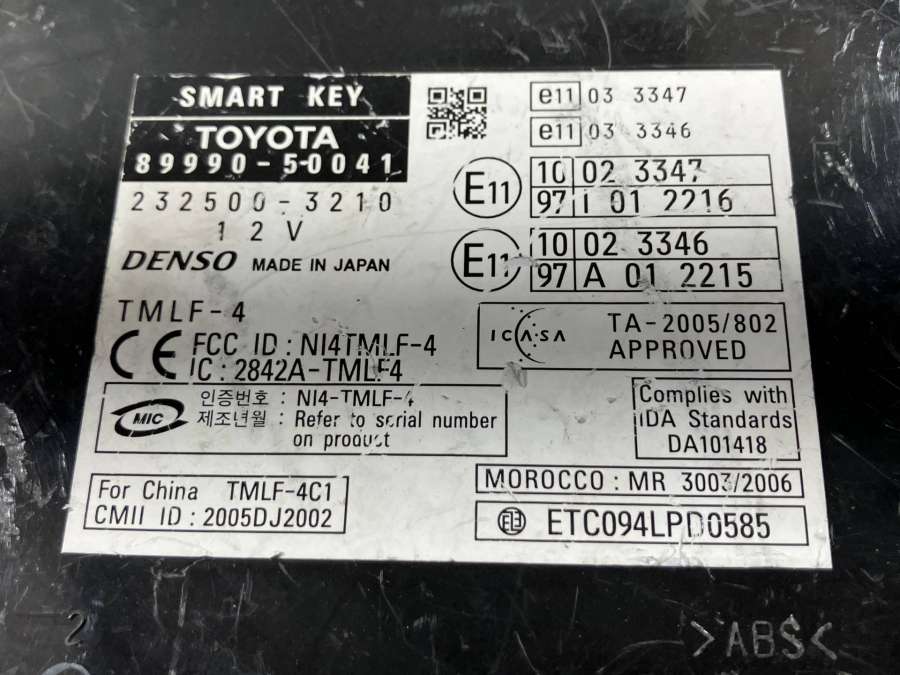 SMART KEY
TOYOTA
89990-50041
232500-3210
12V
DENSO MADE IN JAPAN
TMLF-4
CE FCC ID : NI4TMLF-4
IC : 2842A-TMLF4
MIC 인증번호 : NI4-TMLF-4
제조년월 : Refer to serial number
on product
For China TMLF-4C1
CMII ID : 2005DJ2002
e11 03 3347
e11 03 3346
E11 10 02 3347
97 I 01 2216
E11 10 02 3346
97 A 01 2215
ICASA TA-2005/802
APPROVED
Complies with
IDA Standards
DA101418
MOROCCO : MR 3003/2006
ETC094LPD0585
2
>ABS<